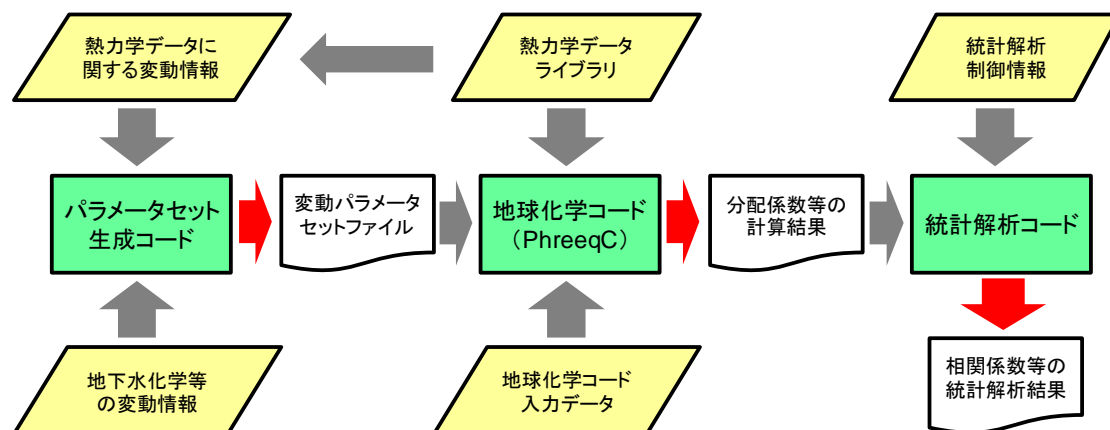 熱力学データに
関する変動情報
熱力学データ
ライブラリ
統計解析
制御情報
パラメータセット
生成コード
変動パラメータ
セットファイル
地球化学コード
（PhreeqC）
分配係数等の
計算結果
統計解析コード
地下水化学等
の変動情報
地球化学コード
入力データ
相関係数等の
統計解析結果